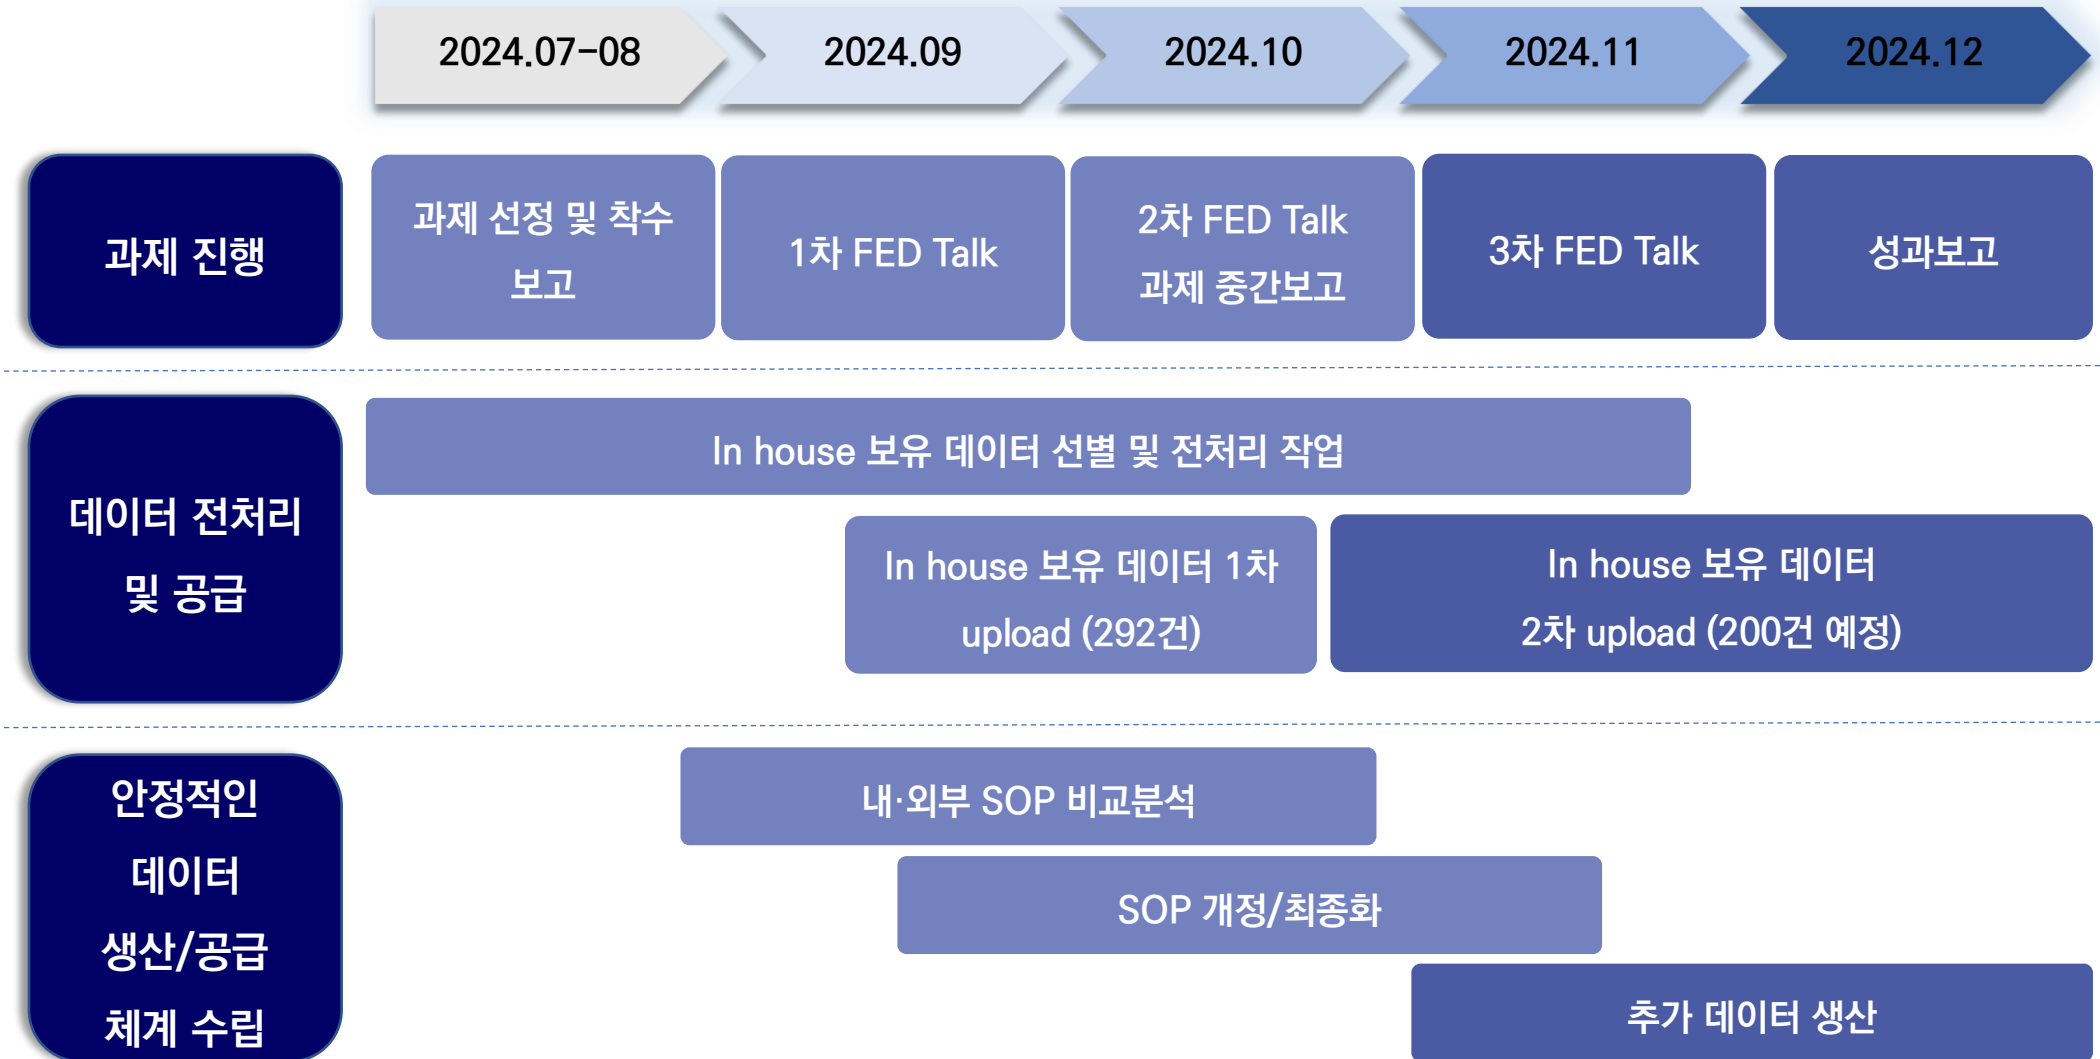 2024.07-08
2024.09
2024.10
2024.11
2024.12
과제 진행
과제 선정 및 착수
보고
1차 FED Talk
2차 FED Talk
과제 중간보고
3차 FED Talk
성과보고
데이터 전처리
및 공급
In house 보유 데이터 선별 및 전처리 작업
In house 보유 데이터 1차
upload (292건)
In house 보유 데이터
2차 upload (200건 예정)
안정적인
데이터
생산/공급
체계 수립
내·외부 SOP 비교분석
SOP 개정/최종화
추가 데이터 생산